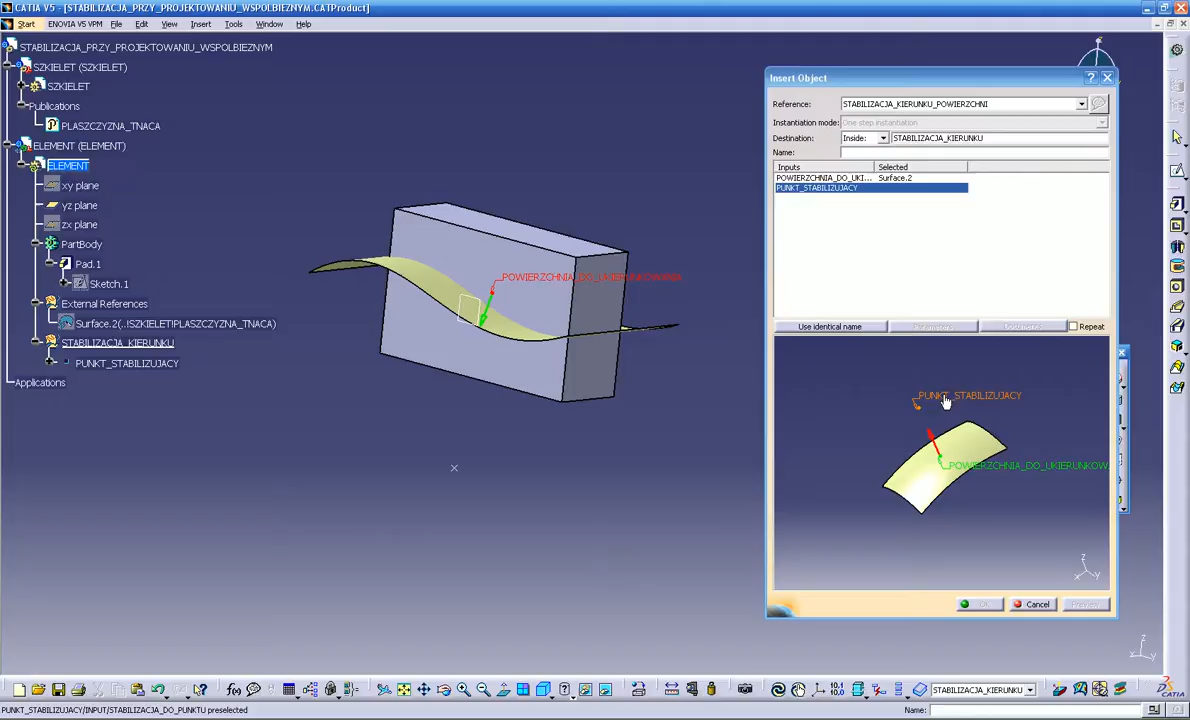 CATIA V5 - [STABILIZACJA_PRZY_PROJEKTOWANIU_WSPOLBIEZNYM.CATProduct]
Start ENOVIA V5 VPM File Edit View Insert Tools Window Help
STABILIZACJA_PRZY_PROJEKTOWANIU_WSPOLBIEZNYM
SZKIELET (SZKIELET)
SZKIELET
Publications
PLASZCZYZNA_TNACA
ELEMENT (ELEMENT)
ELEMENT
xy plane
yz plane
zx plane
PartBody
Pad.1
Sketch.1
External References
Surface.2(..!SZKIELET!PLASZCZYZNA_TNACA)
STABILIZACJA_KIERUNKU
PUNKT_STABILIZUJACY
Applications
POWIERZCHNIA_DO_UKIERUNKOWANIA
Insert Object
Reference: STABILIZACJA_KIERUNKU_POWIERZCHNI
Instantiation mode: One step instantiation
Destination: Inside: STABILIZACJA_KIERUNKU
Name:
Inputs Selected
POWIERZCHNIA_DO_UKI... Surface.2
PUNKT_STABILIZUJACY
Use identical name Parameters Documents Repeat
PUNKT_STABILIZUJACY
POWIERZCHNIA_DO_UKIERUNKOW
z
x y
Ok Cancel Preview
z
x y
STABILIZACJA_KIERUNKU
CATIA
PUNKT_STABILIZUJACY/INPUT/STABILIZACJA_DO_PUNKTU preselected
Name: